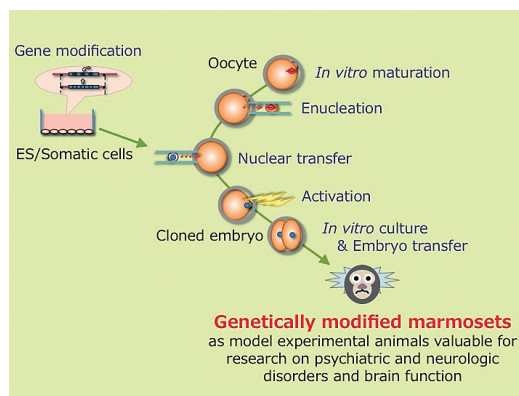 Gene modification
Oocyte
In vitro maturation
Enucleation
ES/Somatic cells
Nuclear transfer
Activation
Cloned embryo
In vitro culture
& Embryo transfer
Genetically modified marmosets
as model experimental animals valuable for
research on psychiatric and neurologic
disorders and brain function